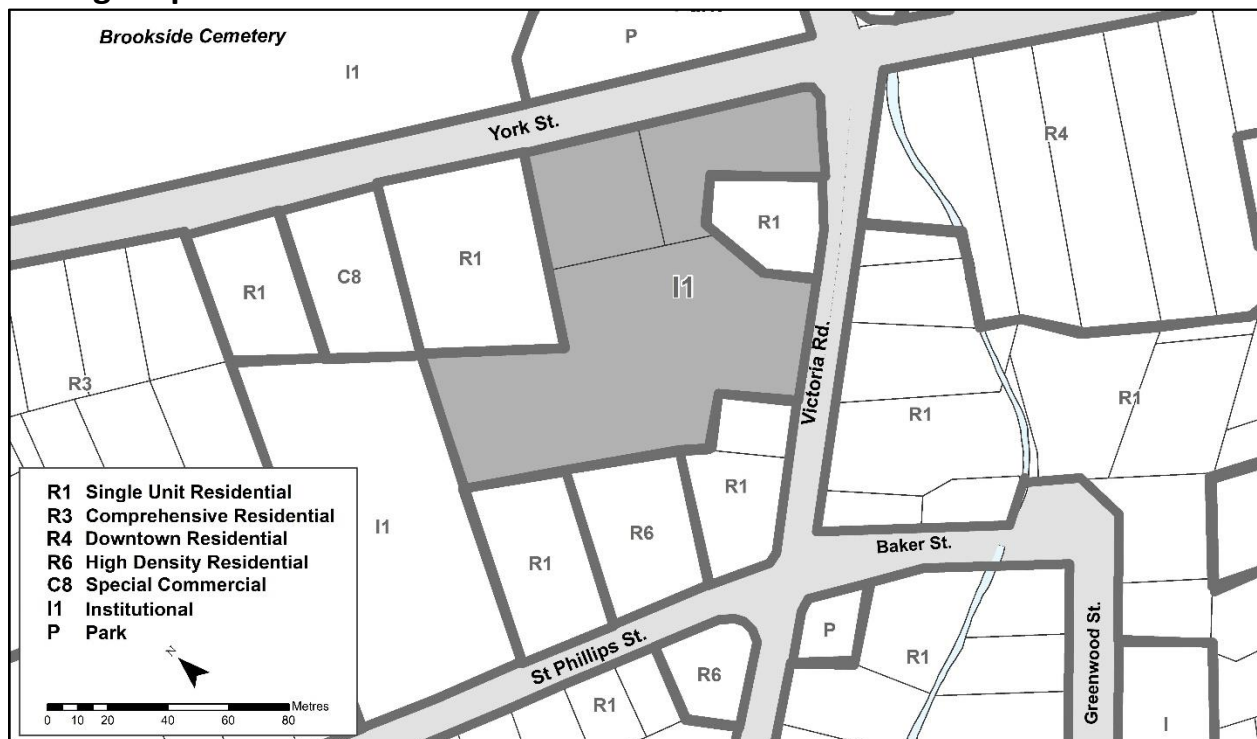 Brookside Cemetery
P
I1
York St.
R4
R1
I1
R1
C8
R1
Victoria Rd.
R3
R1
R1
R1
R6
R1
I1
Baker St.
St Phillips St.
P
R1
R6
R1
Greenwood St.
I
R1 Single Unit Residential
R3 Comprehensive Residential
R4 Downtown Residential
R6 High Density Residential
C8 Special Commercial
I1 Institutional
P Park
N
0 10 20 40 60 80 Metres